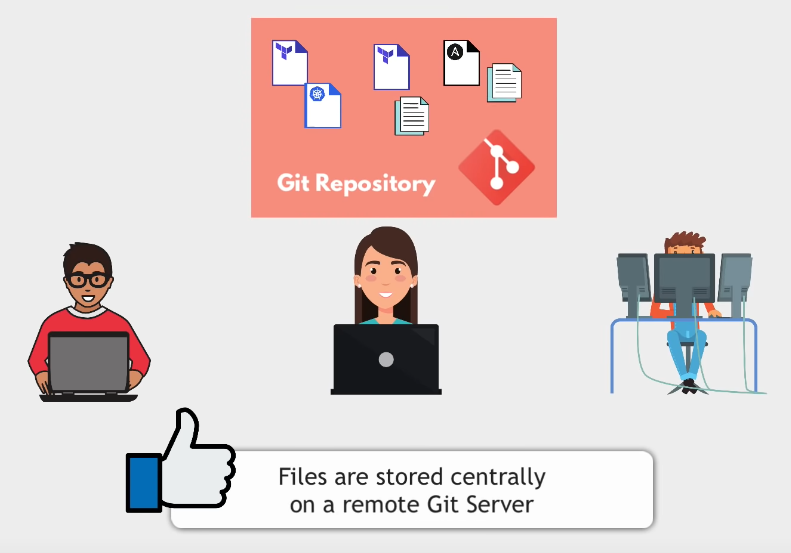 Git Repository
Files are stored centrally
on a remote Git Server